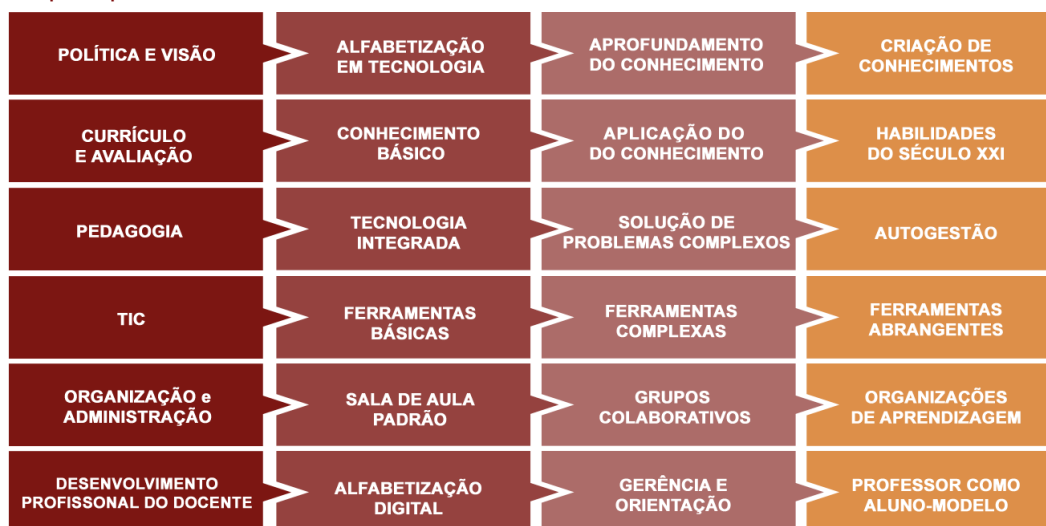 POLÍTICA E VISÃO
ALFABETIZAÇÃO
EM TECNOLOGIA
APROFUNDAMENTO
DO CONHECIMENTO
CRIAÇÃO DE
CONHECIMENTOS
CURRÍCULO
E AVALIAÇÃO
CONHECIMENTO
BÁSICO
APLICAÇÃO DO
DO CONHECIMENTO
HABILIDADES
DO SÉCULO XXI
PEDAGOGIA
TECNOLOGIA
INTEGRADA
SOLUÇÃO DE
PROBLEMAS COMPLEXOS
AUTOGESTÃO
TIC
FERRAMENTAS
BÁSICAS
FERRAMENTAS
COMPLEXAS
FERRAMENTAS
ABRANGENTES
ORGANIZAÇÃO e
ADMINISTRAÇÃO
SALA DE AULA
PADRÃO
GRUPOS
COLABORATIVOS
ORGANIZAÇÕES
DE APRENDIZAGEM
DESENVOLVIMENTO
PROFISSONAL DO DOCENTE
ALFABETIZAÇÃO
DIGITAL
GERÊNCIA E
ORIENTAÇÃO
PROFESSOR COMO
ALUNO-MODELO